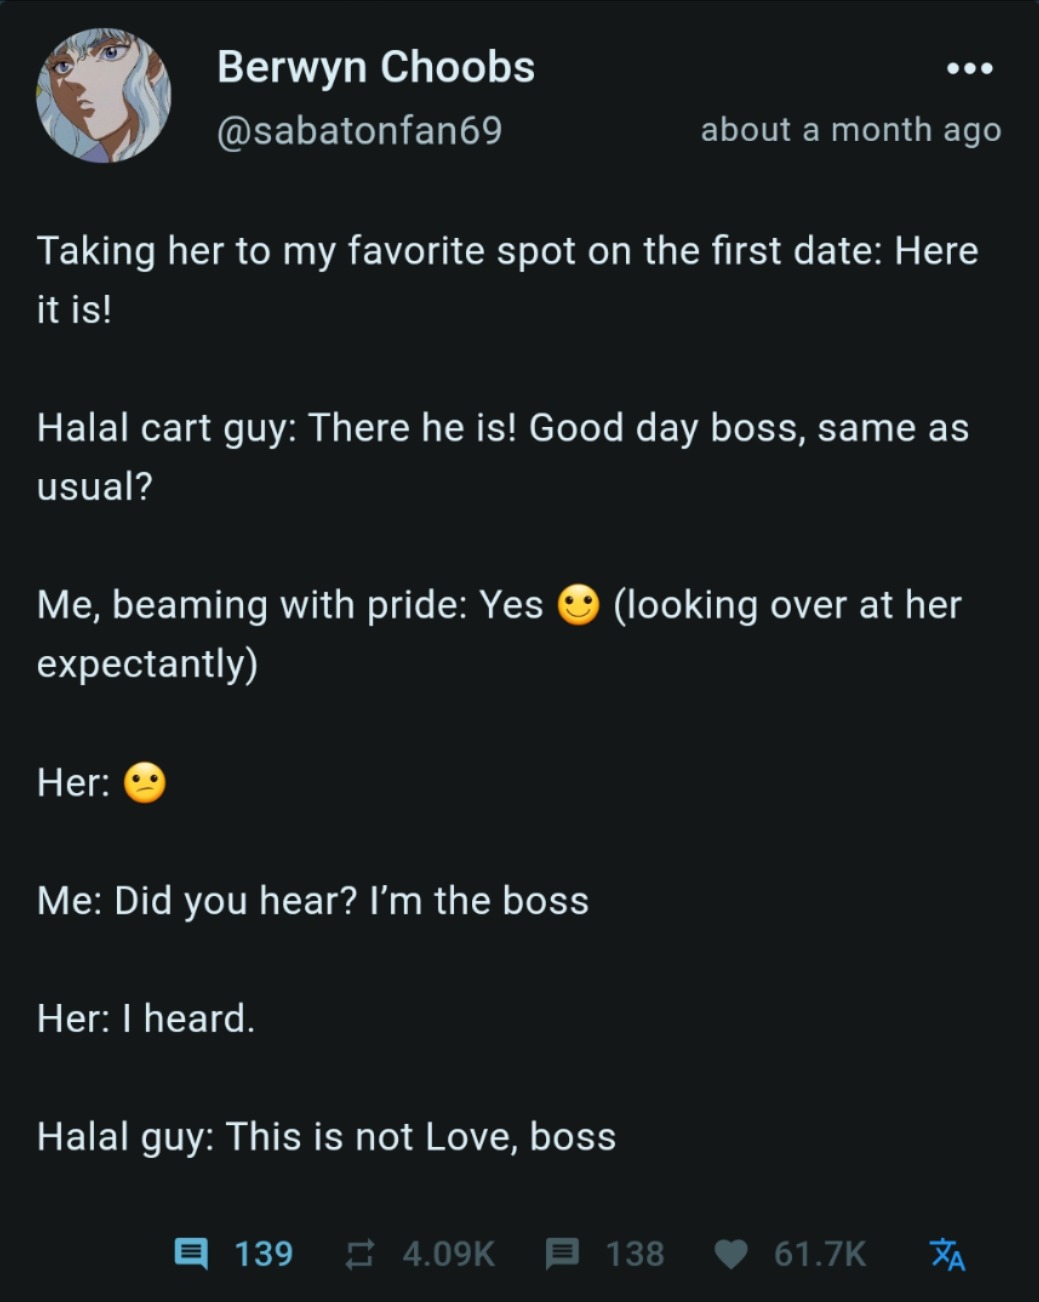 Berwyn Choobs
@sabatonfan69
about a month ago
Taking her to my favorite spot on the first date: Here
it is!
Halal cart guy: There he is! Good day boss, same as
usual?
Me, beaming with pride: Yes 🙂 (looking over at her
expectantly)
Her: 🫤
Me: Did you hear? I’m the boss
Her: I heard.
Halal guy: This is not Love, boss
139 4.09K 138 61.7K